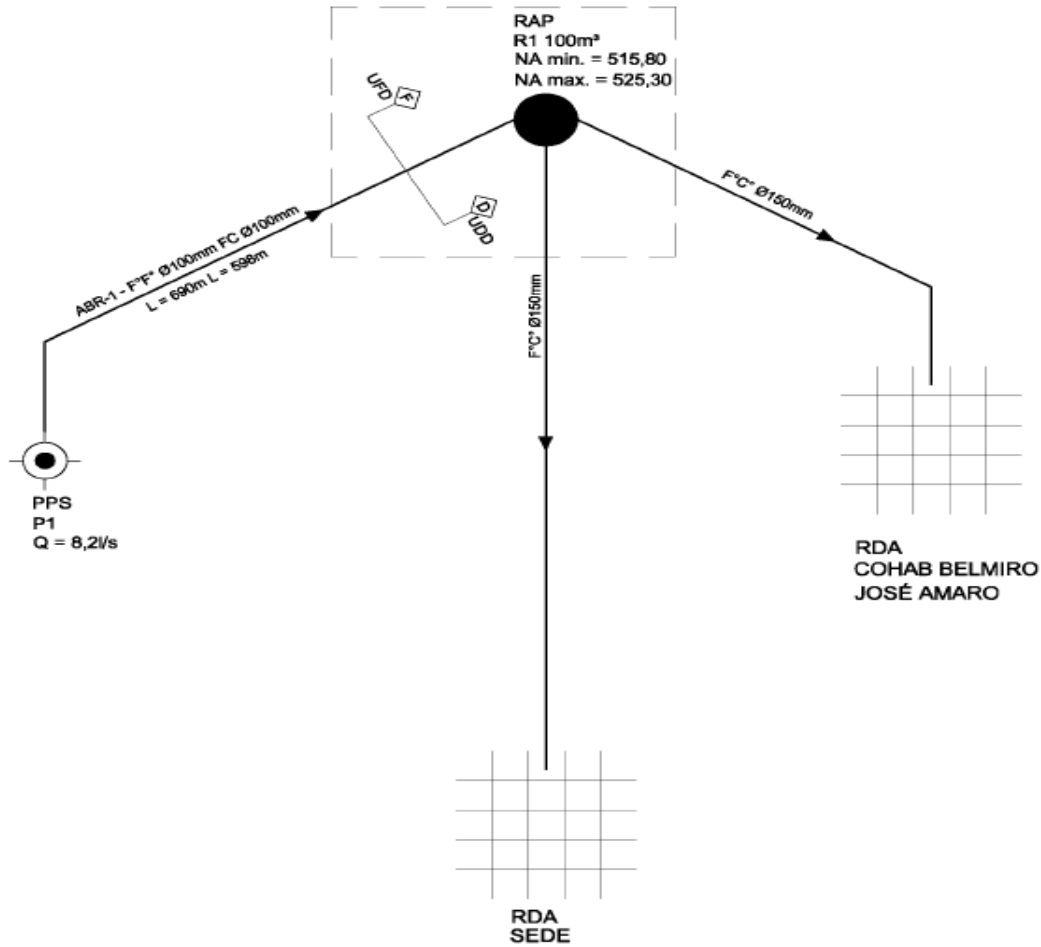 RAP
R1 100m³
NA min. = 515,80
NA max. = 525,30
UFD
F
D
UDD
ABR-1 - F°F° Ø100mm FC Ø100mm
L = 690m L = 598m
F°C° Ø150mm
F°C° Ø150mm
PPS
P1
Q = 8,2l/s
RDA
COHAB BELMIRO
JOSÉ AMARO
RDA
SEDE